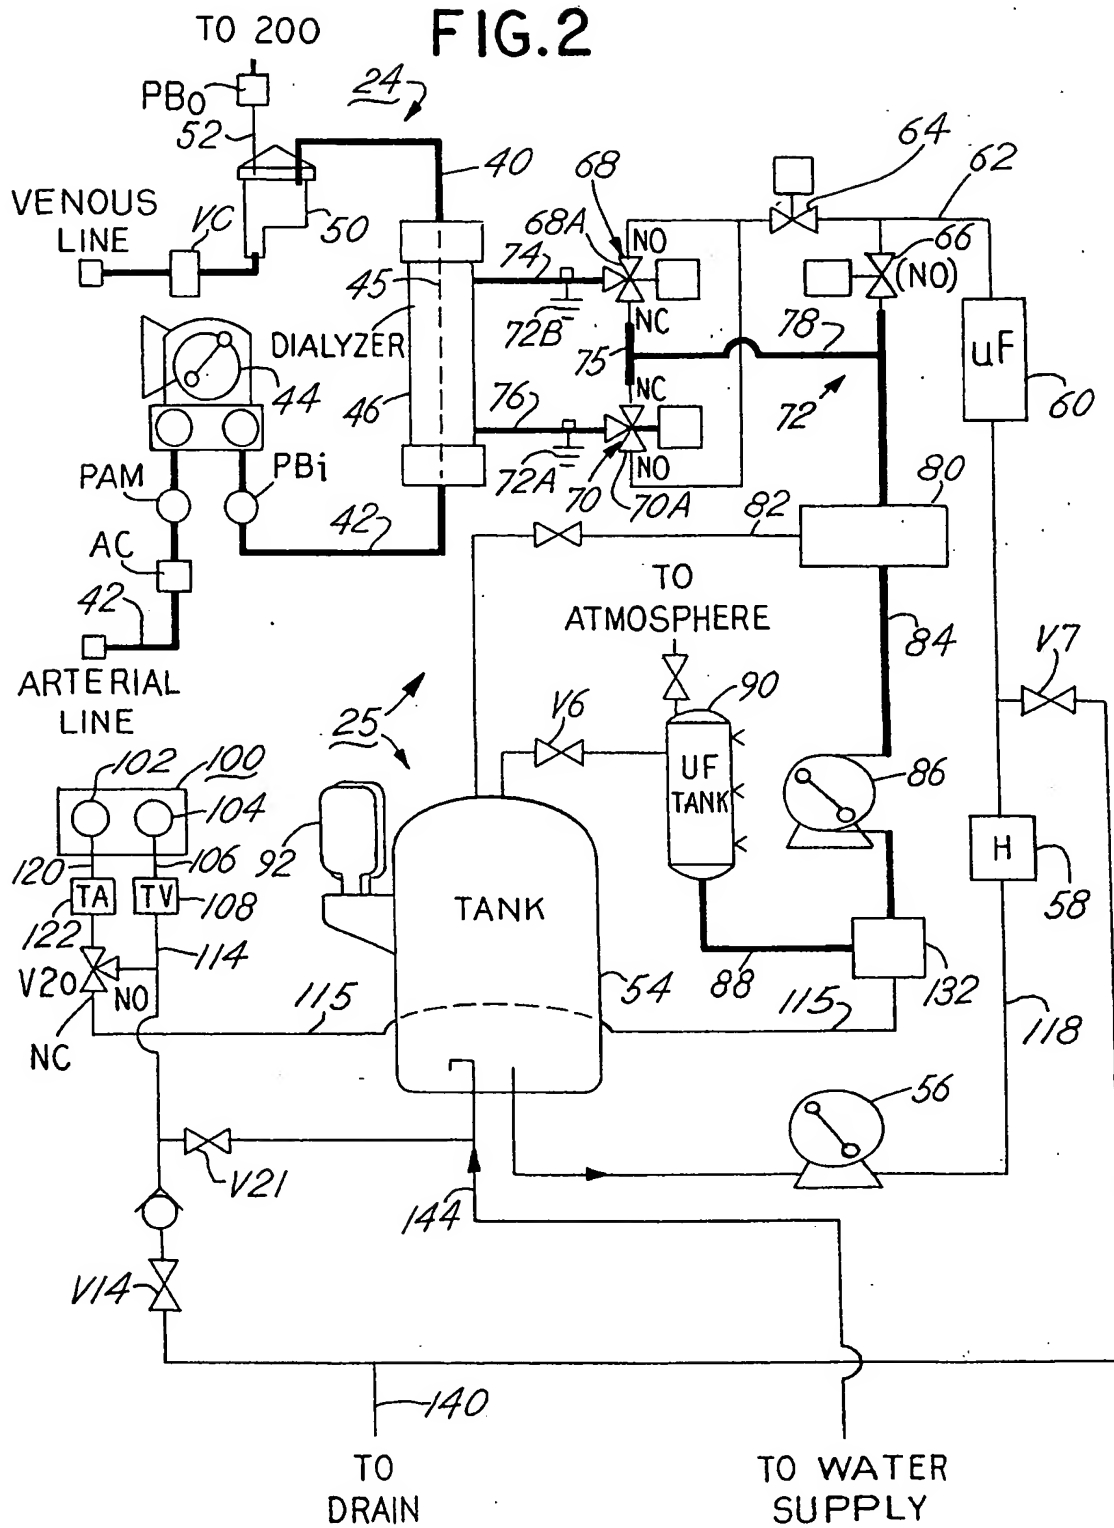 FIG.2
TO 200
PBo
52
24
40
64
62
68
68A
NO
VENOUS
LINE
VC
50
74
66
(NO)
45
72B
NC
78
75
uF
DIALYZER
44
46
76
NC
72
60
PAM
PBi
72A
70
NO
70A
80
82
AC
42
42
TO
ATMOSPHERE
84
V7
ARTERIAL
LINE
25
V6
90
102
100
104
UF
TANK
86
92
120
106
H
TA
TV
108
TANK
58
122
114
V20
NO
54
88
132
115
115
118
NC
56
V21
144
V14
140
TO
DRAIN
TO WATER
SUPPLY